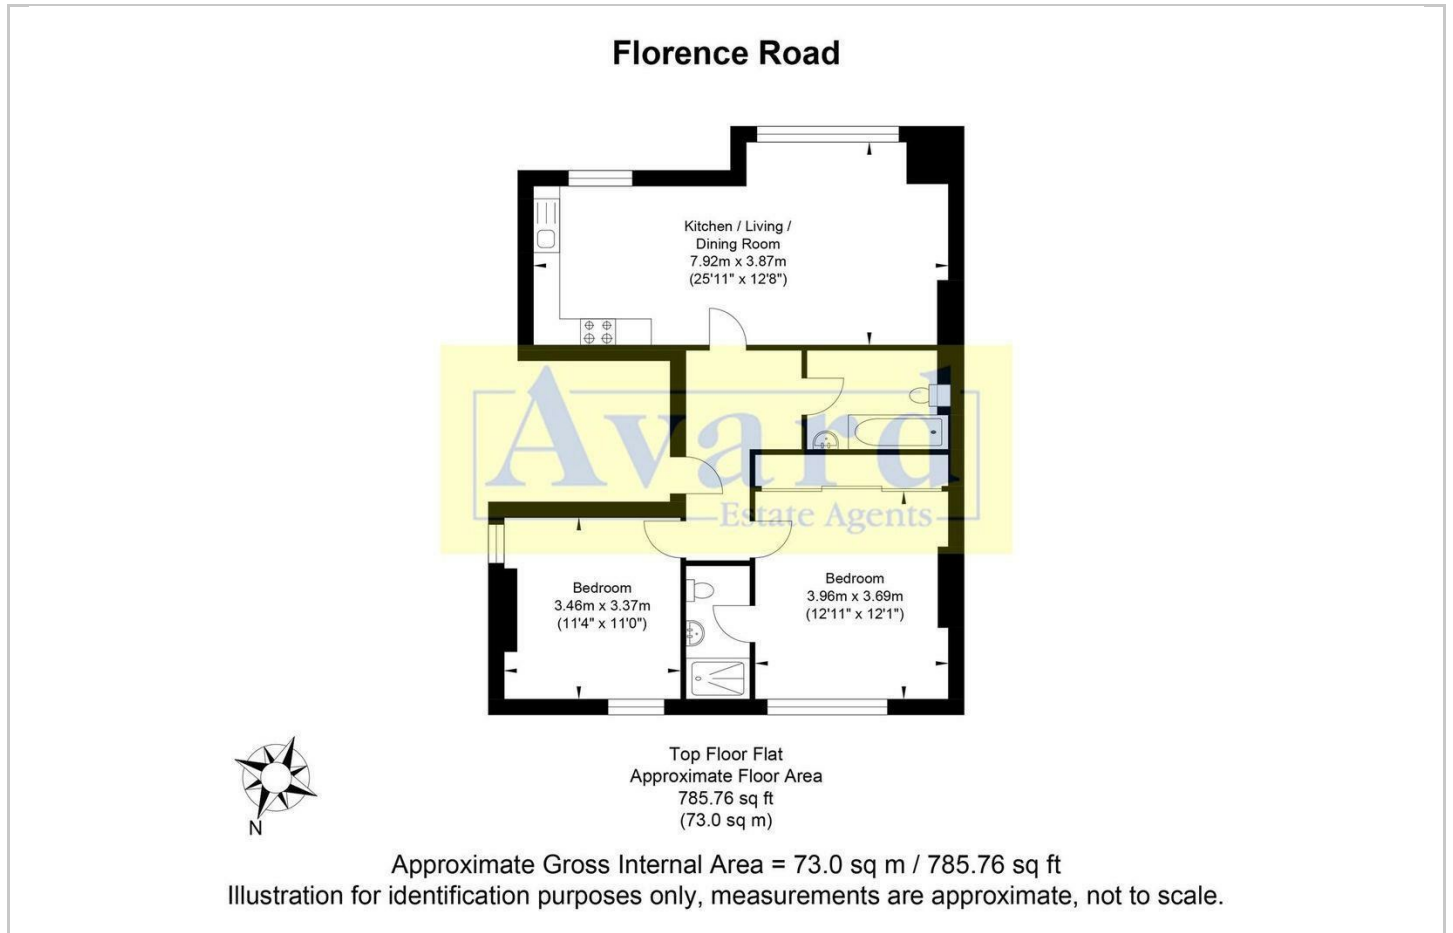 Florence Road
Kitchen / Living /
Dining Room
7.92m x 3.87m
(25'11" x 12'8")
Avard
Estate Agents
Bedroom
3.46m x 3.37m
(11'4" x 11'0")
Bedroom
3.96m x 3.69m
(12'11" x 12'1")
N
Top Floor Flat
Approximate Floor Area
785.76 sq ft
(73.0 sq m)
Approximate Gross Internal Area = 73.0 sq m / 785.76 sq ft
Illustration for identification purposes only, measurements are approximate, not to scale.